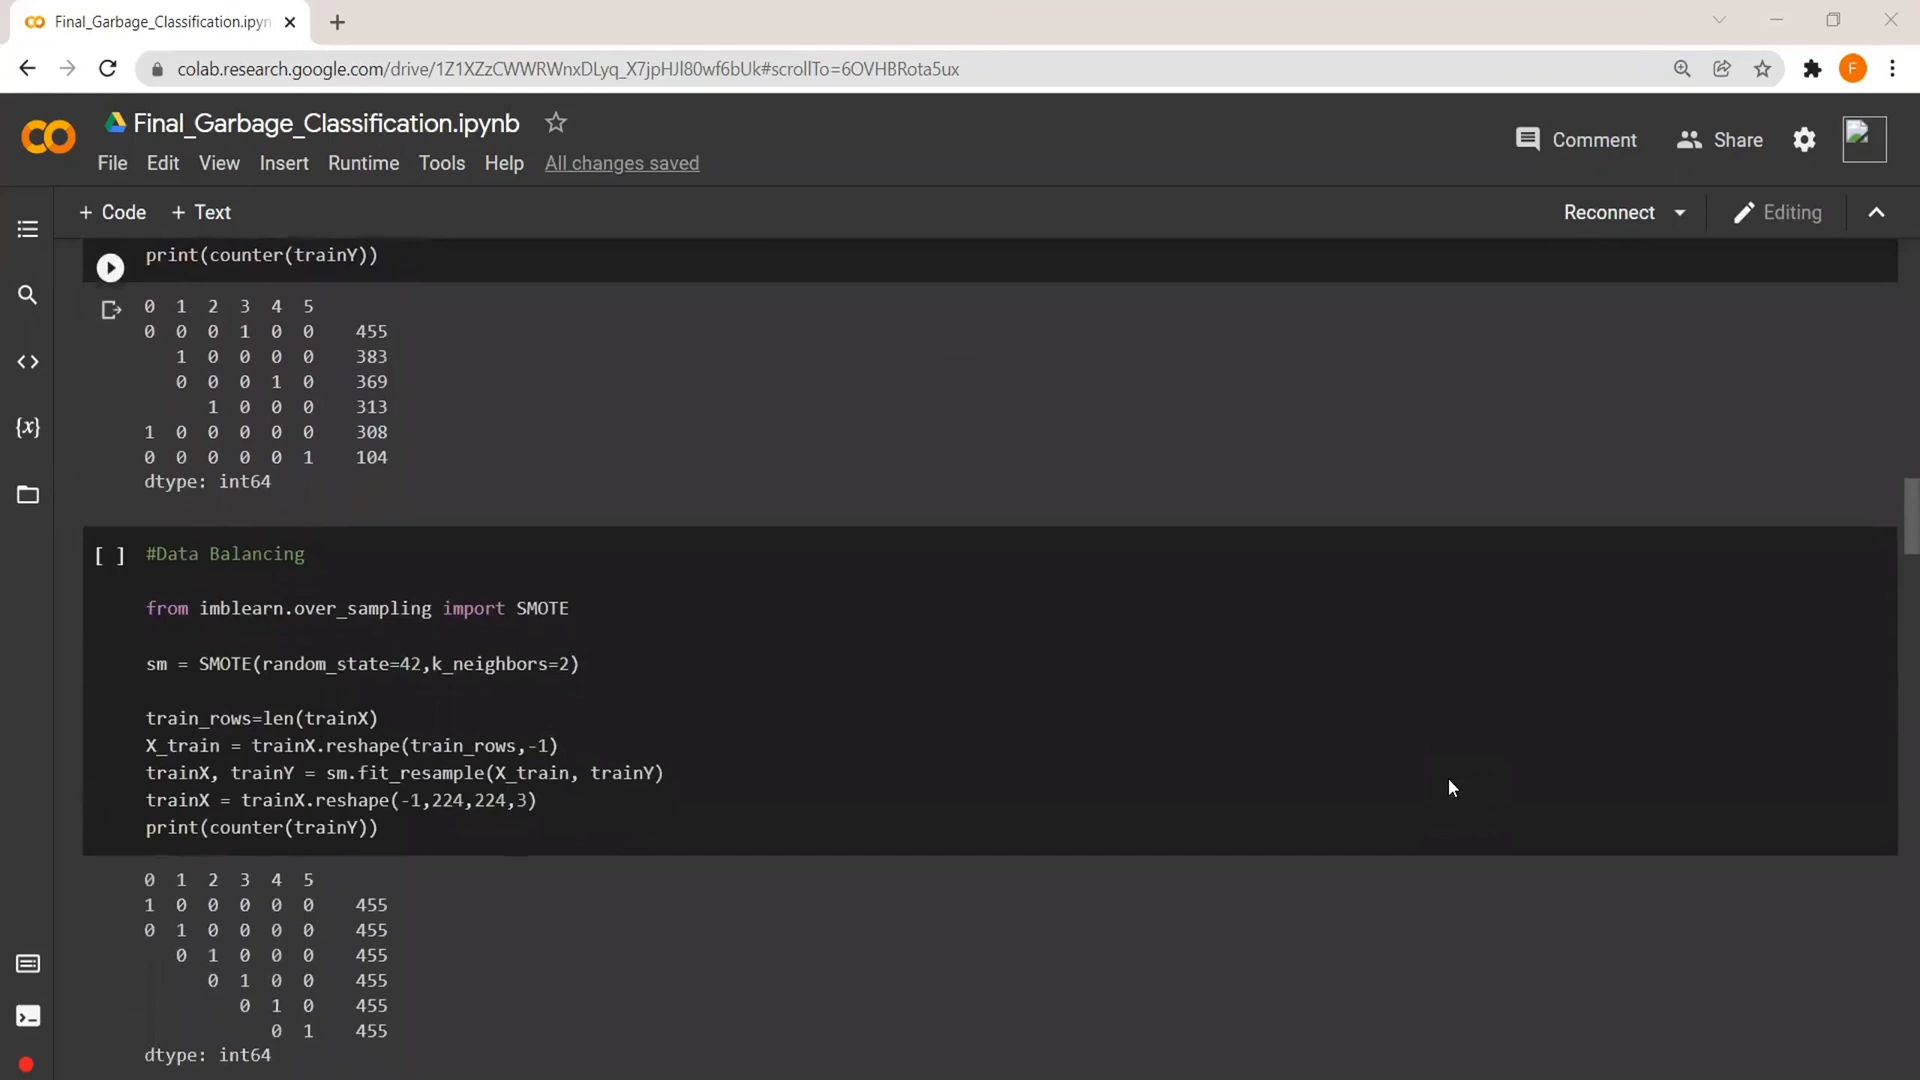 Final_Garbage_Classification.ipyn
colab.research.google.com/drive/1Z1XZzCWWRWnxDLyq_X7jpHJl80wf6bUk#scrollTo=6OVHBRota5ux
F
Final_Garbage_Classification.ipynb
Comment
Share
File Edit View Insert Runtime Tools Help All changes saved
+ Code + Text
Reconnect
Editing
print(counter(trainY))
0 1 2 3 4 5
0 0 0 1 0 0 455
1 0 0 0 0 383
0 0 0 1 0 369
1 0 0 0 313
1 0 0 0 0 0 308
0 0 0 0 0 1 104
dtype: int64
[ ] #Data Balancing
from imblearn.over_sampling import SMOTE
sm = SMOTE(random_state=42,k_neighbors=2)
train_rows=len(trainX)
X_train = trainX.reshape(train_rows,-1)
trainX, trainY = sm.fit_resample(X_train, trainY)
trainX = trainX.reshape(-1,224,224,3)
print(counter(trainY))
0 1 2 3 4 5
1 0 0 0 0 0 455
0 1 0 0 0 0 455
0 1 0 0 0 455
0 1 0 0 455
0 1 0 455
0 1 455
dtype: int64